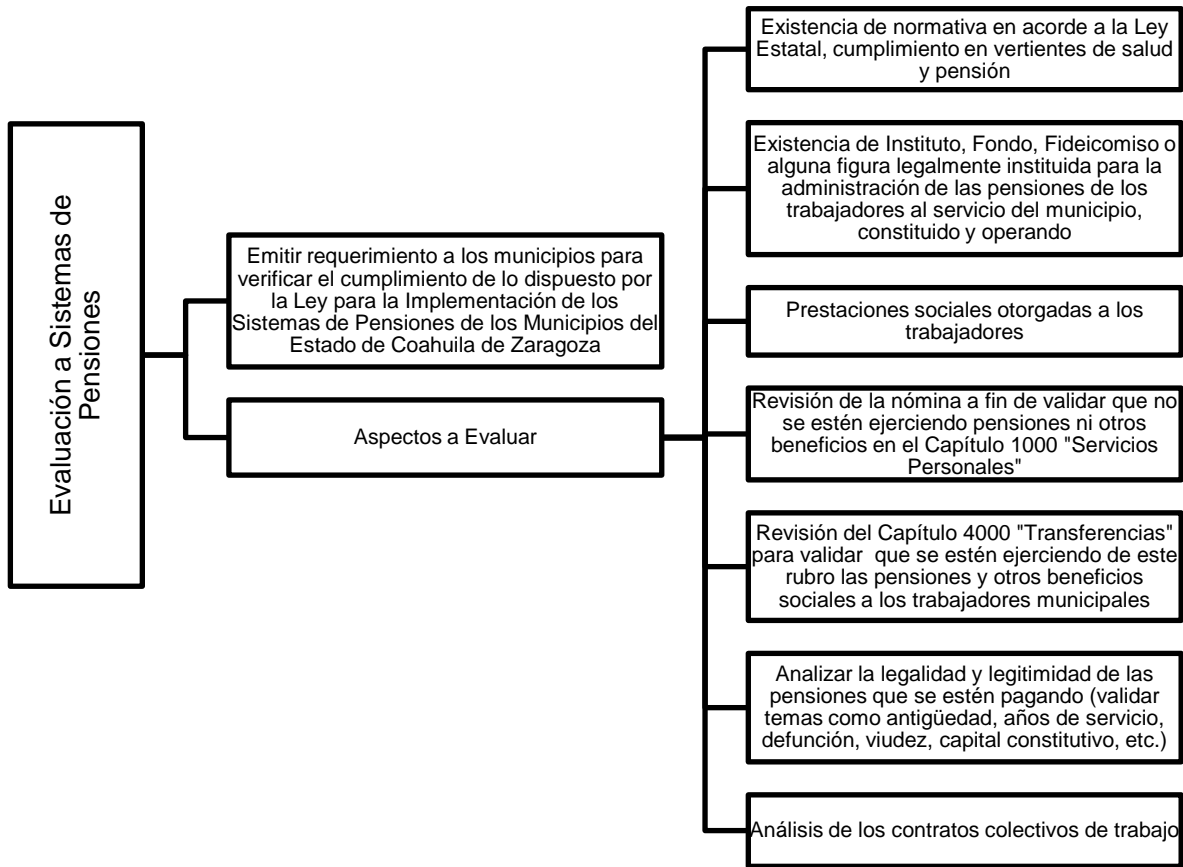 Evaluación a Sistemas de
Pensiones
Emitir requerimiento a los municipios para
verificar el cumplimiento de lo dispuesto por
la Ley para la Implementación de los
Sistemas de Pensiones de los Municipios del
Estado de Coahuila de Zaragoza
Aspectos a Evaluar
Existencia de normativa en acorde a la Ley
Estatal, cumplimiento en vertientes de salud
y pensión
Existencia de Instituto, Fondo, Fideicomiso o
alguna figura legalmente instituida para la
administración de las pensiones de los
trabajadores al servicio del municipio,
constituido y operando
Prestaciones sociales otorgadas a los
trabajadores
Revisión de la nómina a fin de validar que no
se estén ejerciendo pensiones ni otros
beneficios en el Capítulo 1000 "Servicios
Personales"
Revisión del Capítulo 4000 "Transferencias"
para validar que se estén ejerciendo de este
rubro las pensiones y otros beneficios
sociales a los trabajadores municipales
Analizar la legalidad y legitimidad de las
pensiones que se estén pagando (validar
temas como antigüedad, años de servicio,
defunción, viudez, capital constitutivo, etc.)
Análisis de los contratos colectivos de trabajo